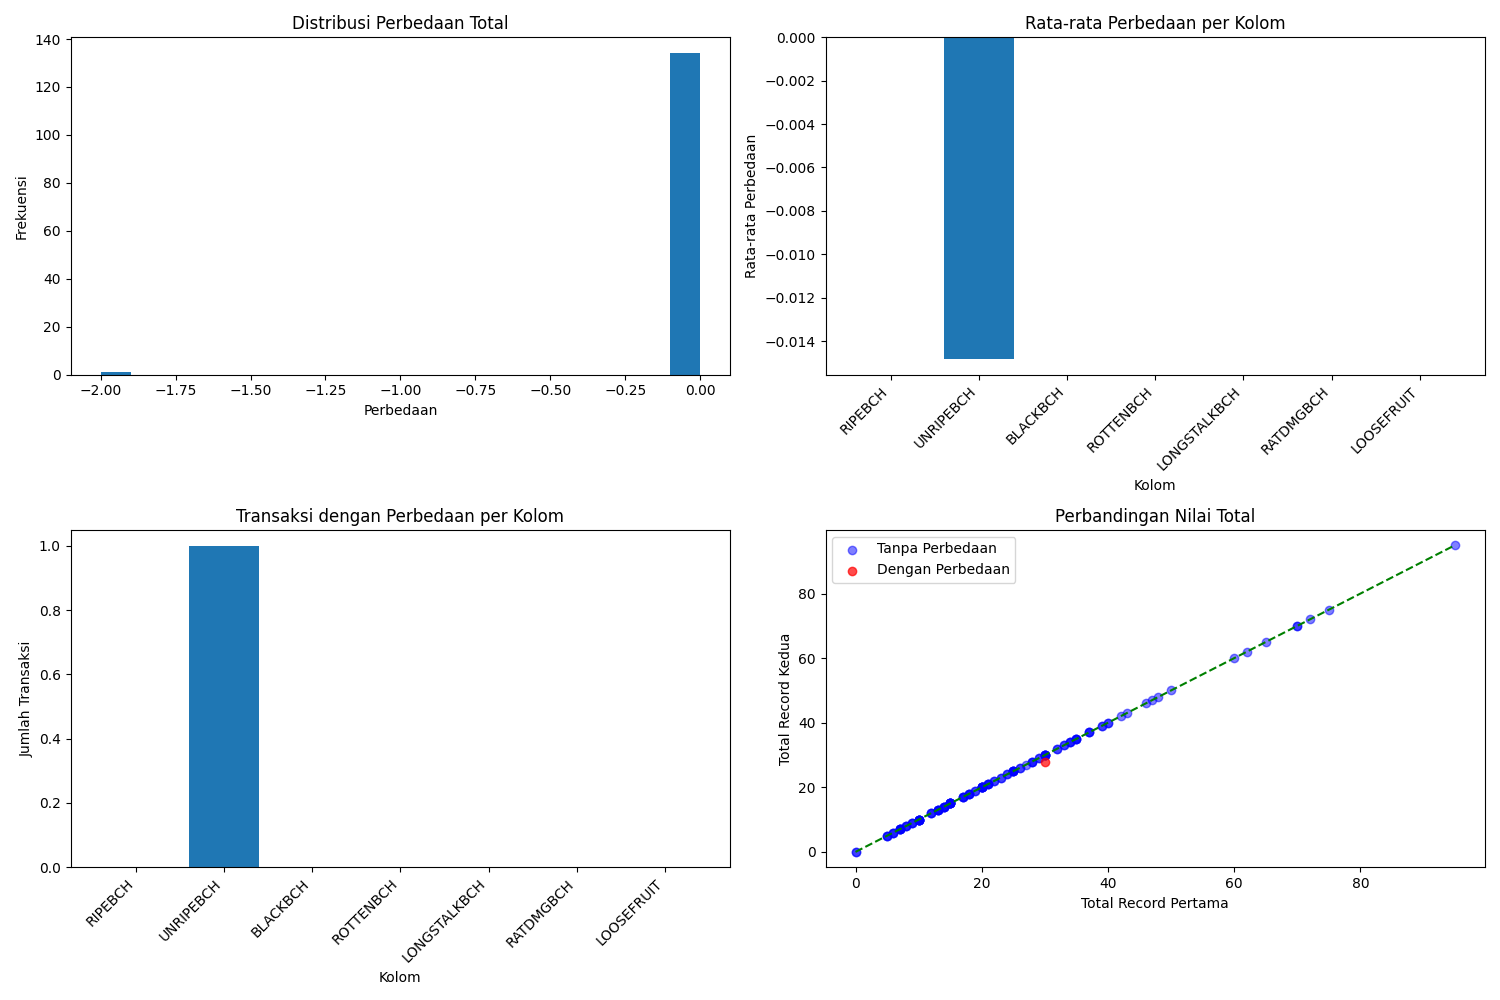 Distribusi Perbedaan Total
140
120
100
80
60
40
20
0
Frekuensi
−2.00 −1.75 −1.50 −1.25 −1.00 −0.75 −0.50 −0.25 0.00
Perbedaan
Rata-rata Perbedaan per Kolom
0.000
−0.002
−0.004
−0.006
−0.008
−0.010
−0.012
−0.014
Rata-rata Perbedaan
RIPEBCH
UNRIPEBCH
BLACKBCH
ROTTENBCH
LONGSTALKBCH
RATDMGBCH
LOOSEFRUIT
Kolom
Transaksi dengan Perbedaan per Kolom
1.0
0.8
0.6
0.4
0.2
0.0
Jumlah Transaksi
RIPEBCH
UNRIPEBCH
BLACKBCH
ROTTENBCH
LONGSTALKBCH
RATDMGBCH
LOOSEFRUIT
Kolom
Perbandingan Nilai Total
Tanpa Perbedaan
Dengan Perbedaan
80
60
40
20
0
Total Record Kedua
0 20 40 60 80
Total Record Pertama